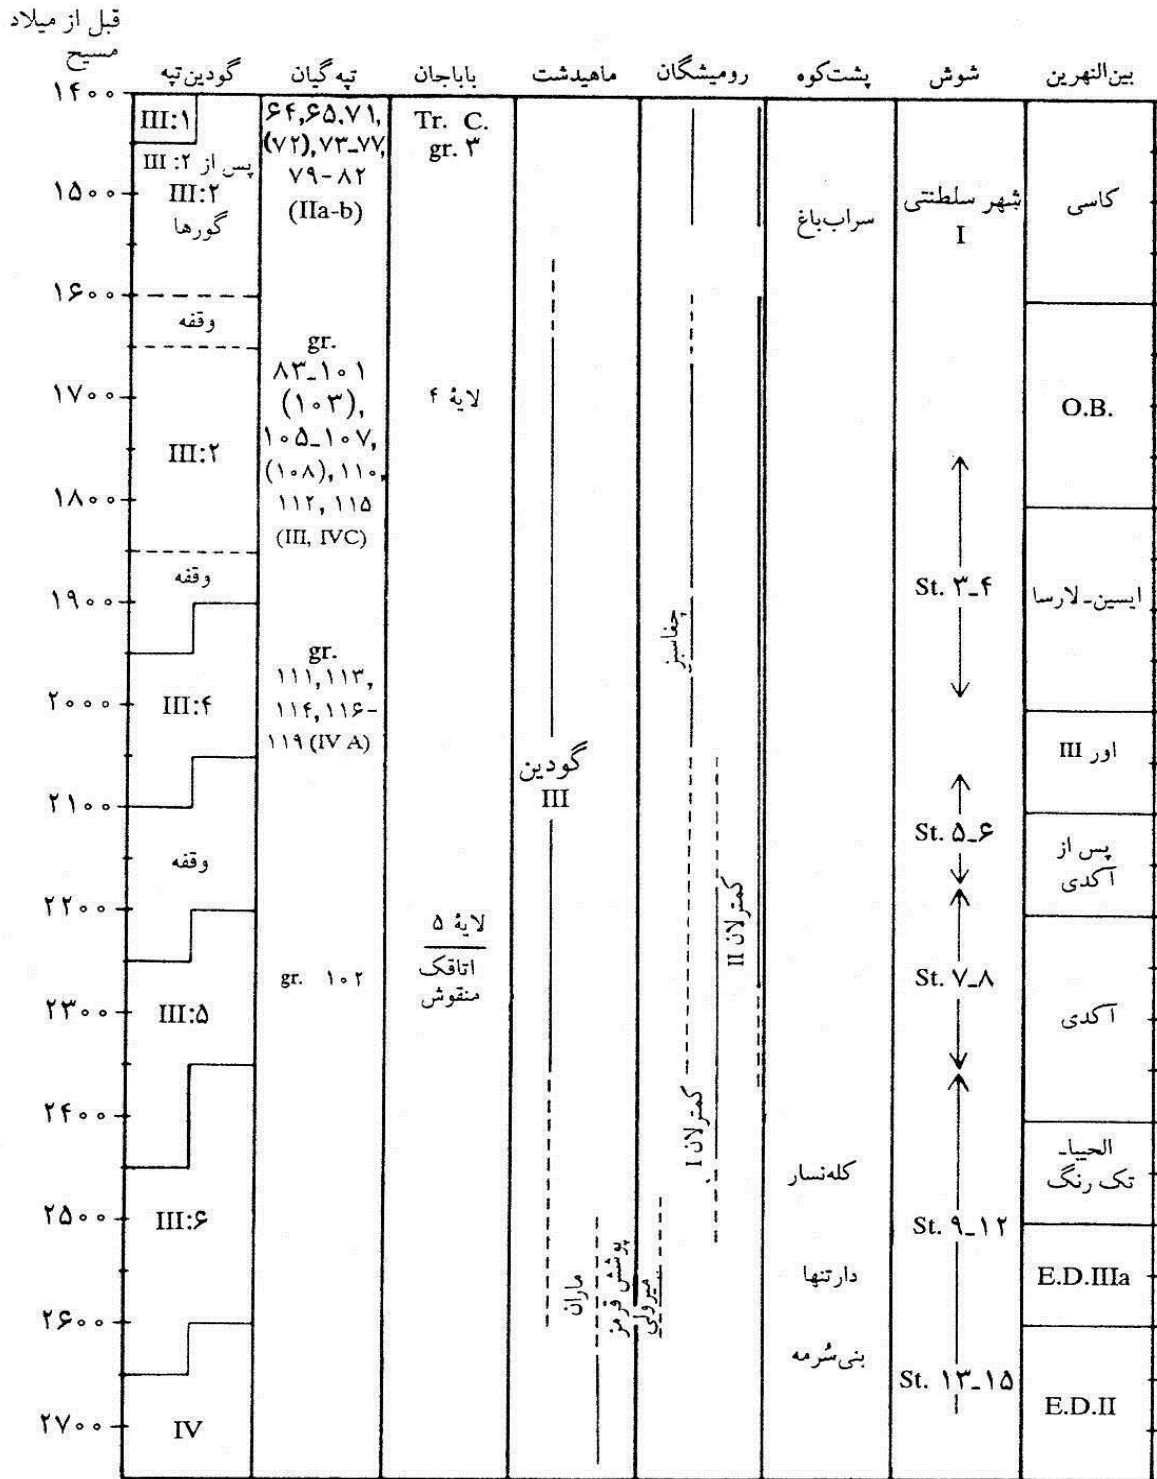 قبل از میلاد
مسیح
گودین‌تپه
تپه گیان
باباجان
ماهیدشت
رومیشگان
پشت‌کوه
شوش
بین‌النهرین
۱۴۰۰
۱۵۰۰
۱۶۰۰
۱۷۰۰
۱۸۰۰
۱۹۰۰
۲۰۰۰
۲۱۰۰
۲۲۰۰
۲۳۰۰
۲۴۰۰
۲۵۰۰
۲۶۰۰
۲۷۰۰
III:۱
پس از III :۲
III:۲
گورها
وقفه
III:۲
وقفه
III:۴
وقفه
III:۵
III:۶
IV
۶۴,۶۵,۷۱,
(۷۲),۷۳-۷۷,
۷۹-۸۲
(IIa-b)
gr.
۸۳-۱۰۱
(۱۰۳),
۱۰۵-۱۰۷,
(۱۰۸),۱۱۰,
۱۱۲, ۱۱۵
(III, IVC)
gr.
۱۱۱,۱۱۳,
۱۱۴,۱۱۶-
۱۱۹ (IV A)
gr. ۱۰۲
Tr. C.
gr. ۳
لایهٔ ۴
لایهٔ ۵
اتاقک
منقوش
گودین
III
ماران
پوشش قرمز
میرولی
چغاسبز
کمترلان I
کمترلان II
سراب‌باغ
کله‌نسار
دارتنها
بنی‌سُرمه
شهر سلطنتی
I
St. ۳-۴
St. ۵-۶
St. ۷-۸
St. ۹-۱۲
St. ۱۳-۱۵
کاسی
O.B.
ایسین-لارسا
اور III
پس از
آکدی
آکدی
الحیبا-
تک رنگ
E.D.IIIa
E.D.II